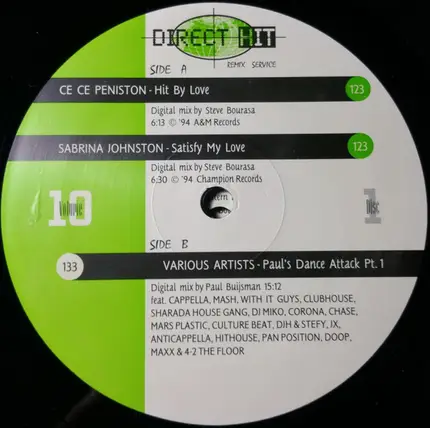 DIRECT HIT
REMIX SERVICE
SIDE A
CE CE PENISTON - Hit By Love 123
Digital mix by Steve Bourasa
6:13 © '94 A&M Records
SABRINA JOHNSTON - Satisfy My Love 123
Digital mix by Steve Bourasa
6:30 © '94 Champion Records
10
Volume
1
Disc
SIDE B
133 VARIOUS ARTISTS - Paul's Dance Attack Pt. 1
Digital mix by Paul Buijsman 15:12
feat. CAPPELLA, MASH, WITH IT GUYS, CLUBHOUSE,
SHARADA HOUSE GANG, DJ MIKO, CORONA, CHASE,
MARS PLASTIC, CULTURE BEAT, DJH & STEFY, JX,
ANTICAPPELLA, HITHOUSE, PAN POSITION, DOOP,
MAXX & 4-2 THE FLOOR